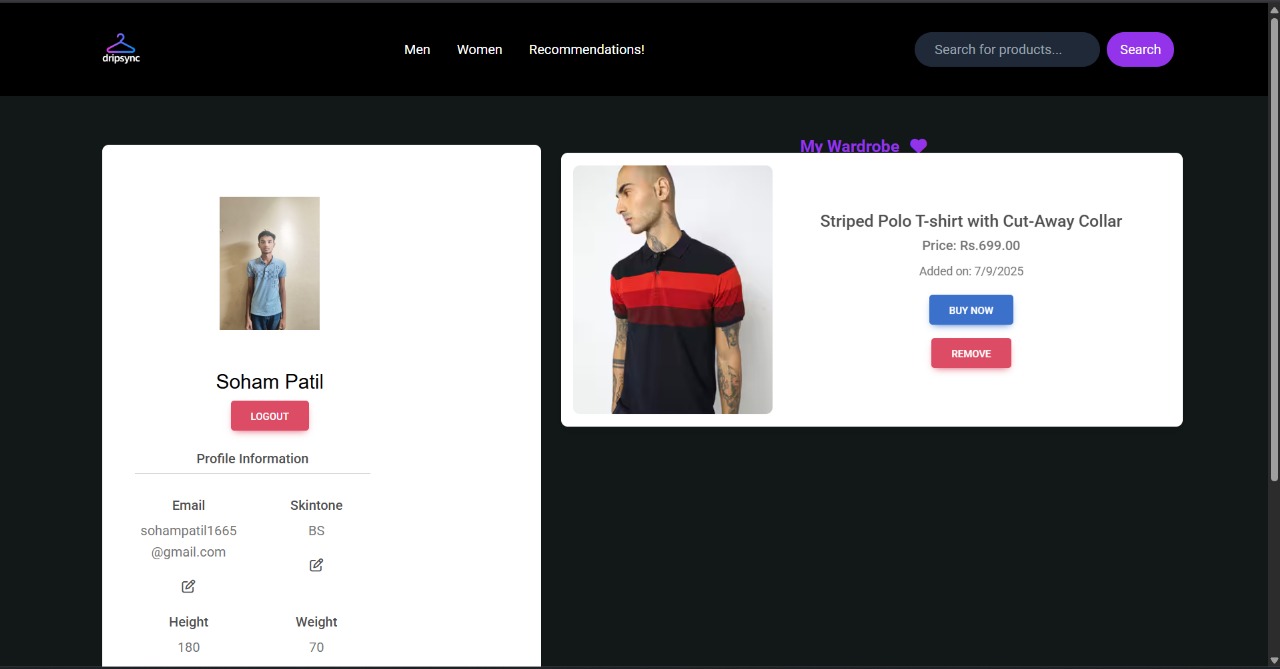 dripsync
Men
Women
Recommendations!
Search for products...
Search
Soham Patil
LOGOUT
Profile Information
Email
Skintone
sohampatil1665
@gmail.com
BS
Height
Weight
180
70
My Wardrobe
Striped Polo T-shirt with Cut-Away Collar
Price: Rs.699.00
Added on: 7/9/2025
BUY NOW
REMOVE